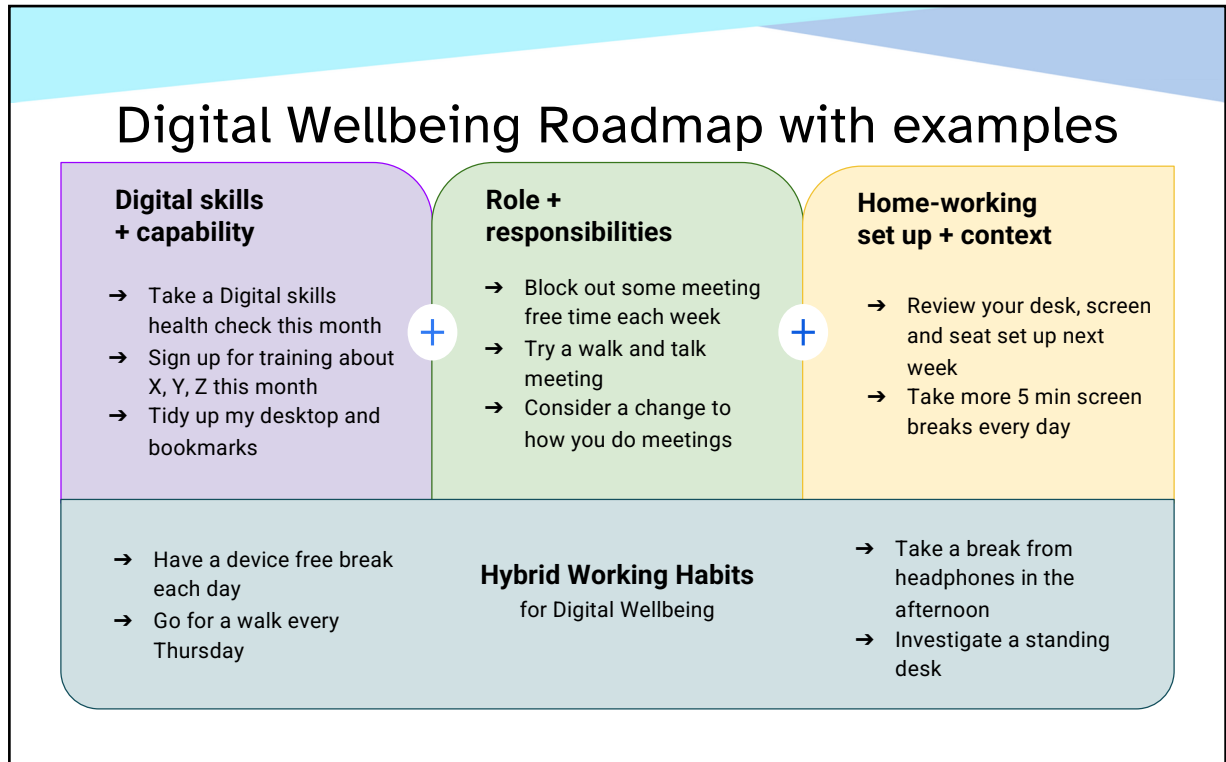 Digital Wellbeing Roadmap with examples
Digital skills
+ capability
➔ Take a Digital skills
health check this month
➔ Sign up for training about
X, Y, Z this month
➔ Tidy up my desktop and
bookmarks
+
Role +
responsibilities
➔ Block out some meeting
free time each week
➔ Try a walk and talk
meeting
➔ Consider a change to
how you do meetings
+
Home-working
set up + context
➔ Review your desk, screen
and seat set up next
week
➔ Take more 5 min screen
breaks every day
➔ Have a device free break
each day
➔ Go for a walk every
Thursday
Hybrid Working Habits
for Digital Wellbeing
➔ Take a break from
headphones in the
afternoon
➔ Investigate a standing
desk